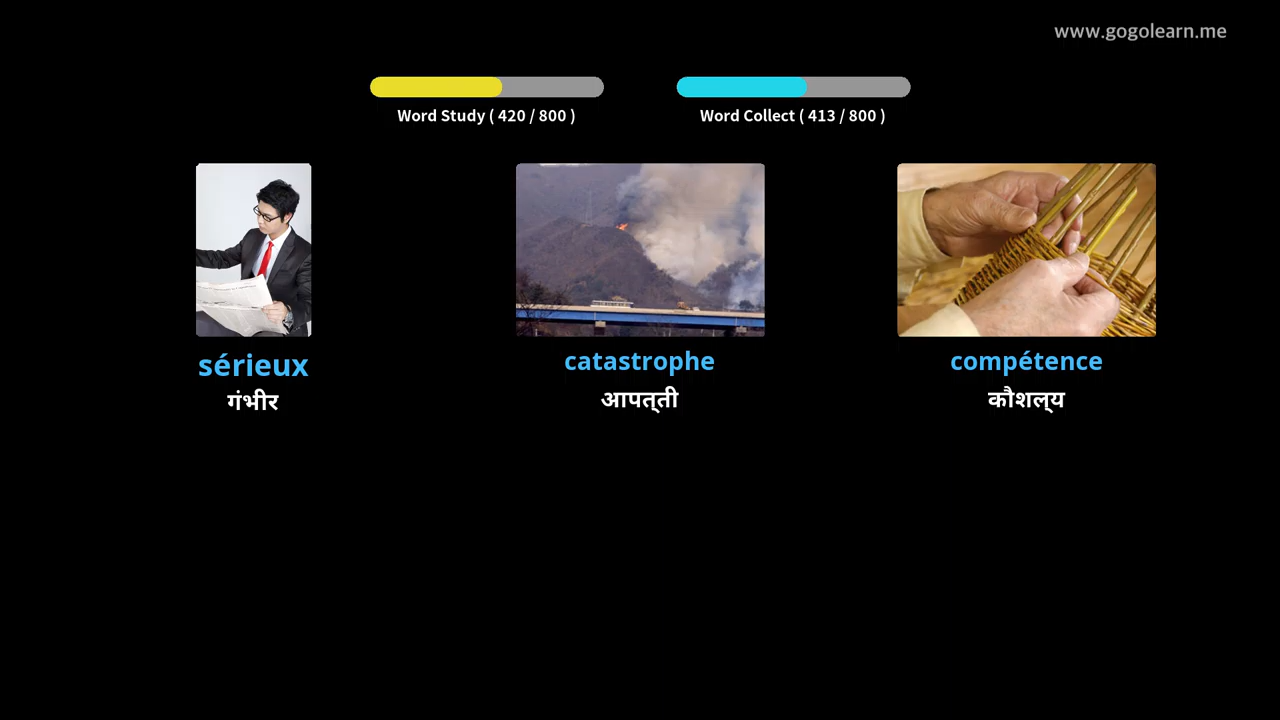 www.gogolearn.me
Word Study ( 420 / 800 )
Word Collect ( 413 / 800 )
sérieux
गंभीर
catastrophe
आपत्ती
compétence
कौशल्य